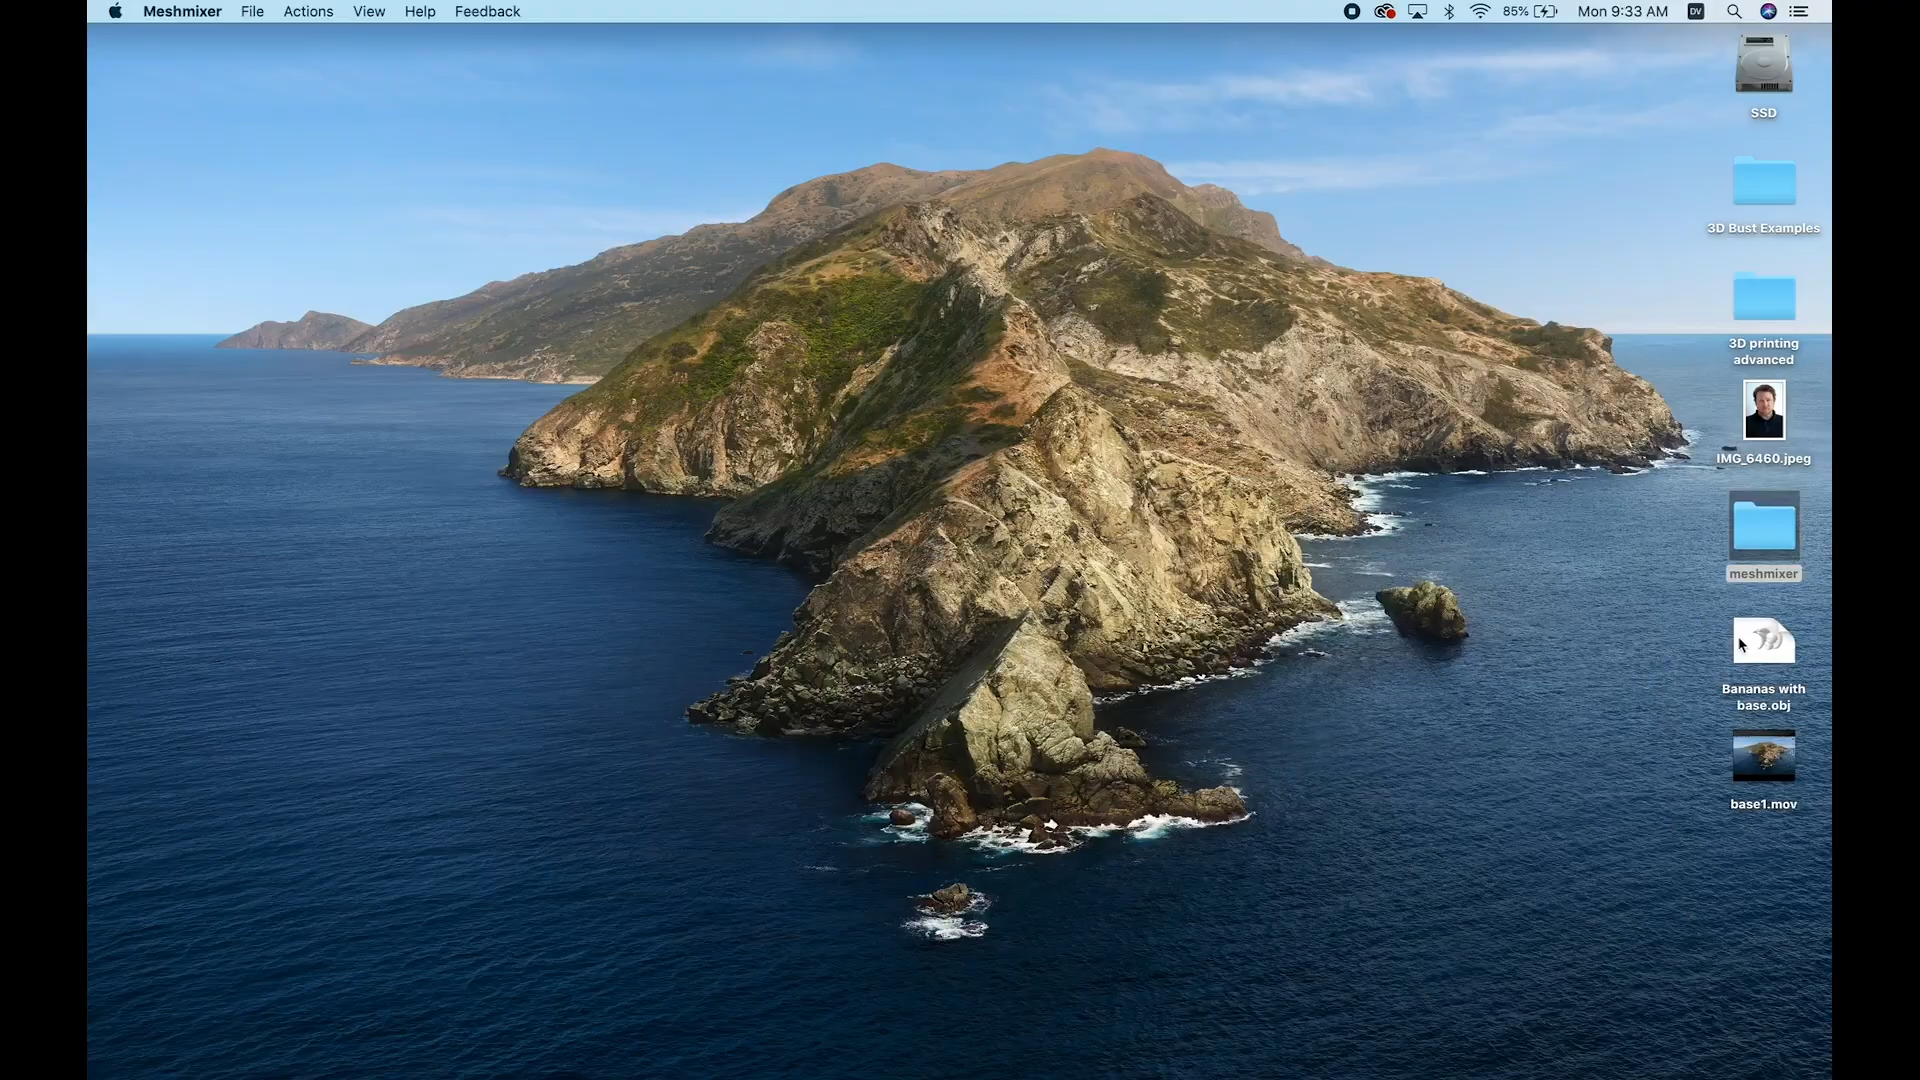 Meshmixer File Actions View Help Feedback 85% Mon 9:33 AM DV
SSD
3D Bust Examples
3D printing
advanced
IMG_6460.jpeg
meshmixer
Bananas with
base.obj
base1.mov